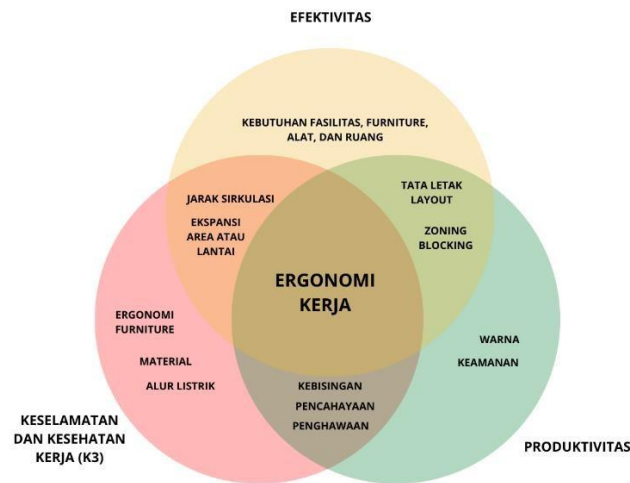 EFEKTIVITAS
KEBUTUHAN FASILITAS, FURNITURE,
ALAT, DAN RUANG
JARAK SIRKULASI
EKSPANSI
AREA ATAU
LANTAI
TATA LETAK
LAYOUT
ZONING
BLOCKING
ERGONOMI
KERJA
ERGONOMI
FURNITURE
MATERIAL
ALUR LISTRIK
WARNA
KEAMANAN
KEBISINGAN
PENCAHAYAAN
PENGHAWAAN
KESELAMATAN
DAN KESEHATAN
KERJA (K3)
PRODUKTIVITAS